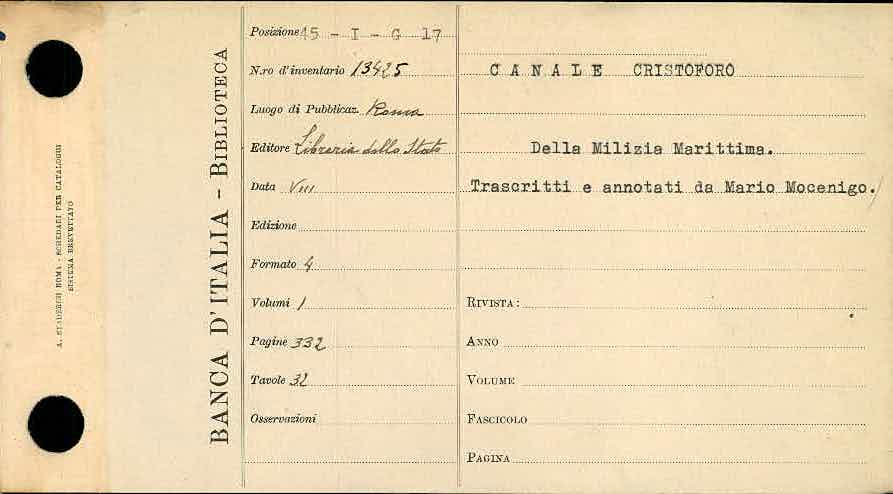 A. STADERINI ROMA - SCHEDARI PER CATALOGHI
SISTEMA BREVETTATO
BANCA D'ITALIA - BIBLIOTECA
Posizione 45 - I - G 17
N.ro d'inventario 13425
Luogo di Pubblicaz. Roma
Editore Libreria dello Stato
Data VIII
Edizione
Formato 4
Volumi 1
Pagine 332
Tavole 32
Osservazioni
CANALE CRISTOFORO
Della Milizia Marittima.
Trascritti e annotati da Mario Mocenigo.
RIVISTA:
ANNO
VOLUME
FASCICOLO
PAGINA